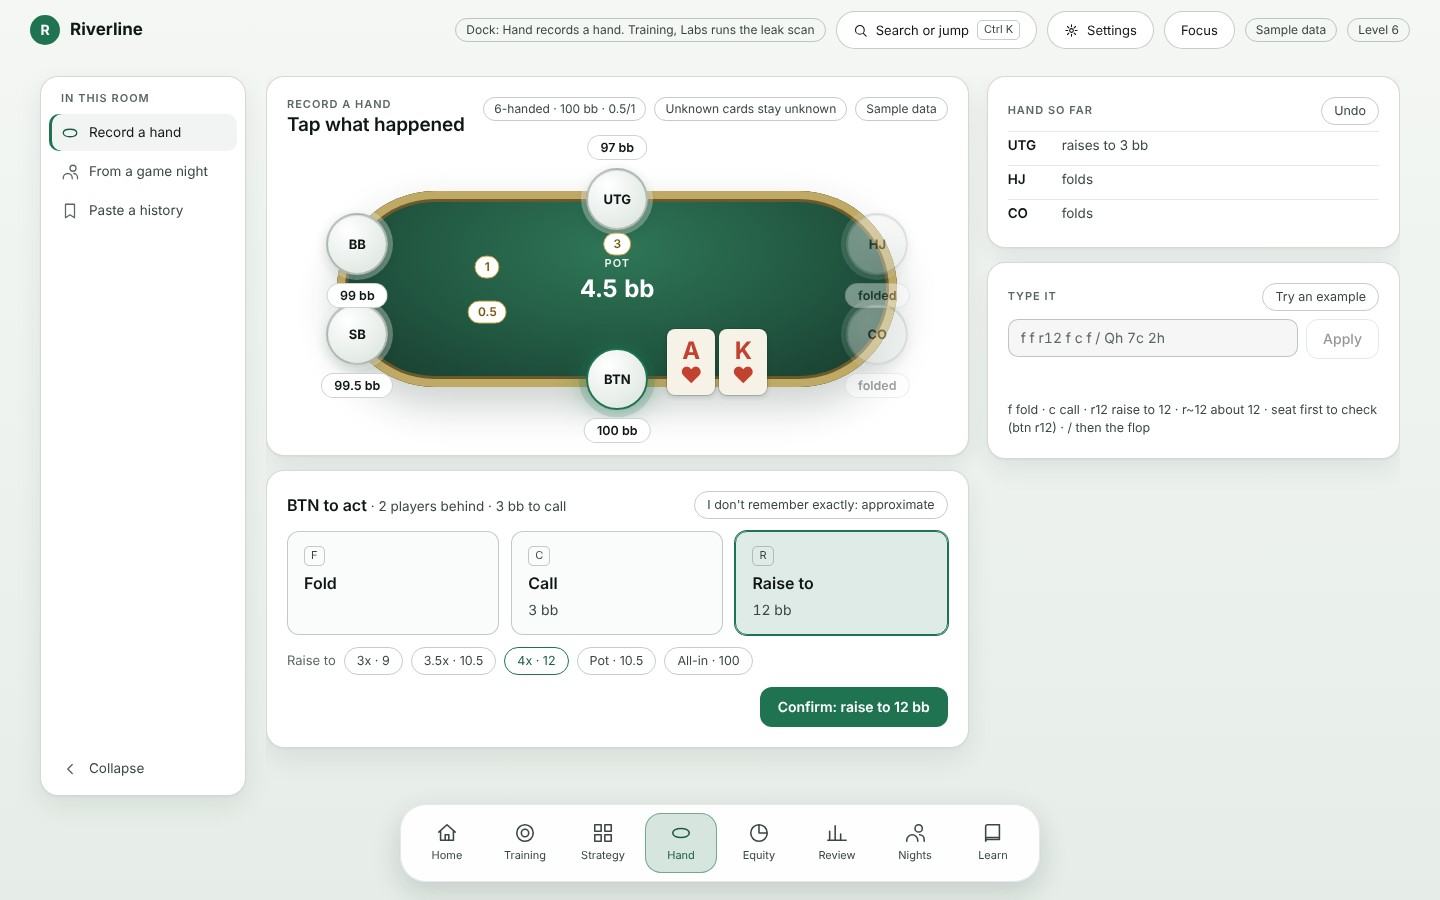 R Riverline
Dock: Hand records a hand. Training, Labs runs the leak scan
Search or jump Ctrl K
Settings
Focus
Sample data
Level 6
IN THIS ROOM
Record a hand
From a game night
Paste a history
Collapse
RECORD A HAND
Tap what happened
6-handed · 100 bb · 0.5/1
Unknown cards stay unknown
Sample data
97 bb
UTG
3
POT
4.5 bb
BB
99 bb
1
SB
99.5 bb
0.5
HJ
folded
CO
folded
A K
BTN
100 bb
BTN to act · 2 players behind · 3 bb to call
I don't remember exactly: approximate
F
Fold
C
Call
3 bb
R
Raise to
12 bb
Raise to
3x · 9
3.5x · 10.5
4x · 12
Pot · 10.5
All-in · 100
Confirm: raise to 12 bb
HAND SO FAR
Undo
UTG raises to 3 bb
HJ folds
CO folds
TYPE IT
Try an example
f f r12 f c f / Qh 7c 2h
Apply
f fold · c call · r12 raise to 12 · r~12 about 12 · seat first to check
(btn r12) · / then the flop
Home
Training
Strategy
Hand
Equity
Review
Nights
Learn